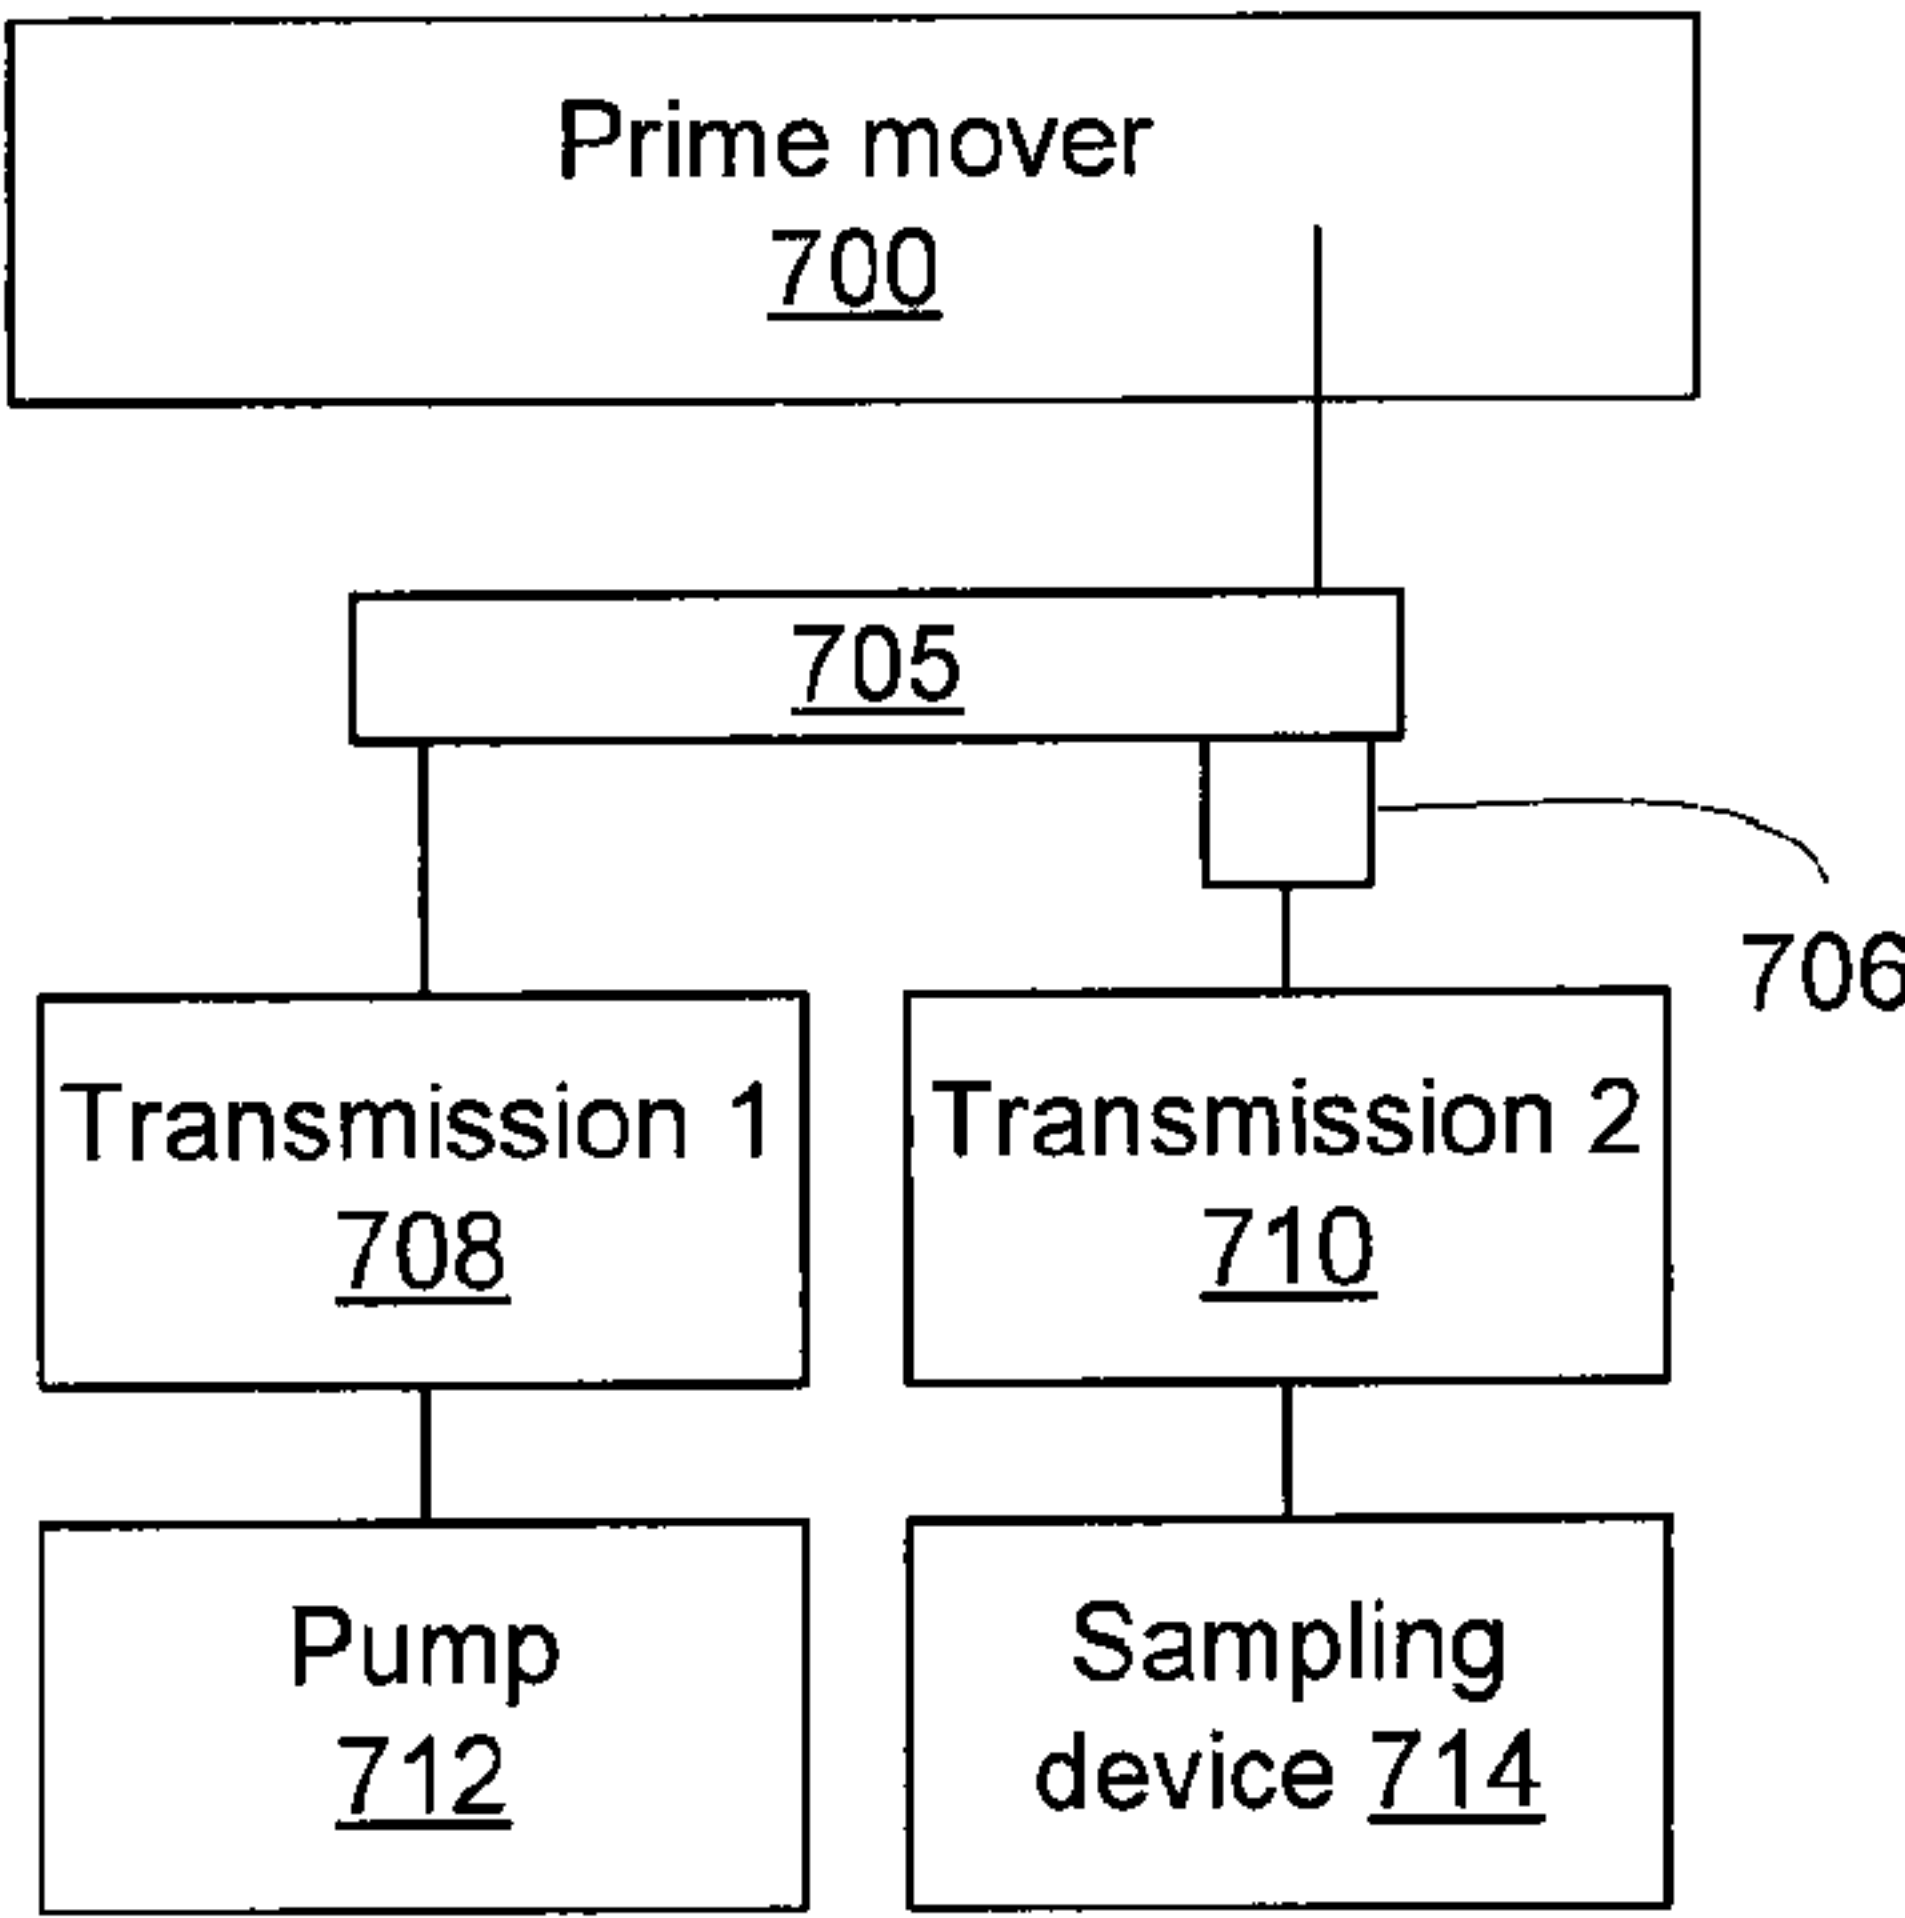 Prime mover
700
705
706
Transmission 1
708
Transmission 2
710
Pump
712
Sampling
device 714